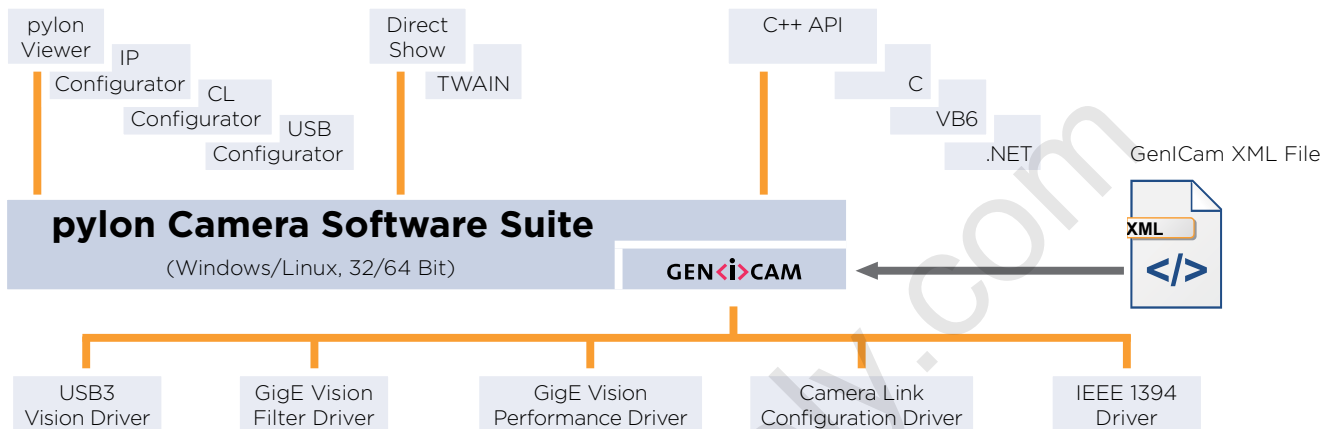 pylon
Viewer
IP
Configurator
CL
Configurator
USB
Configurator
Direct
Show
TWAIN
C++ API
C
VB6
.NET
GenICam XML File
XML
</>
pylon Camera Software Suite
(Windows/Linux, 32/64 Bit)
GEN<i>CAM
USB3
Vision Driver
GigE Vision
Filter Driver
GigE Vision
Performance Driver
Camera Link
Configuration Driver
IEEE 1394
Driver
ly.com